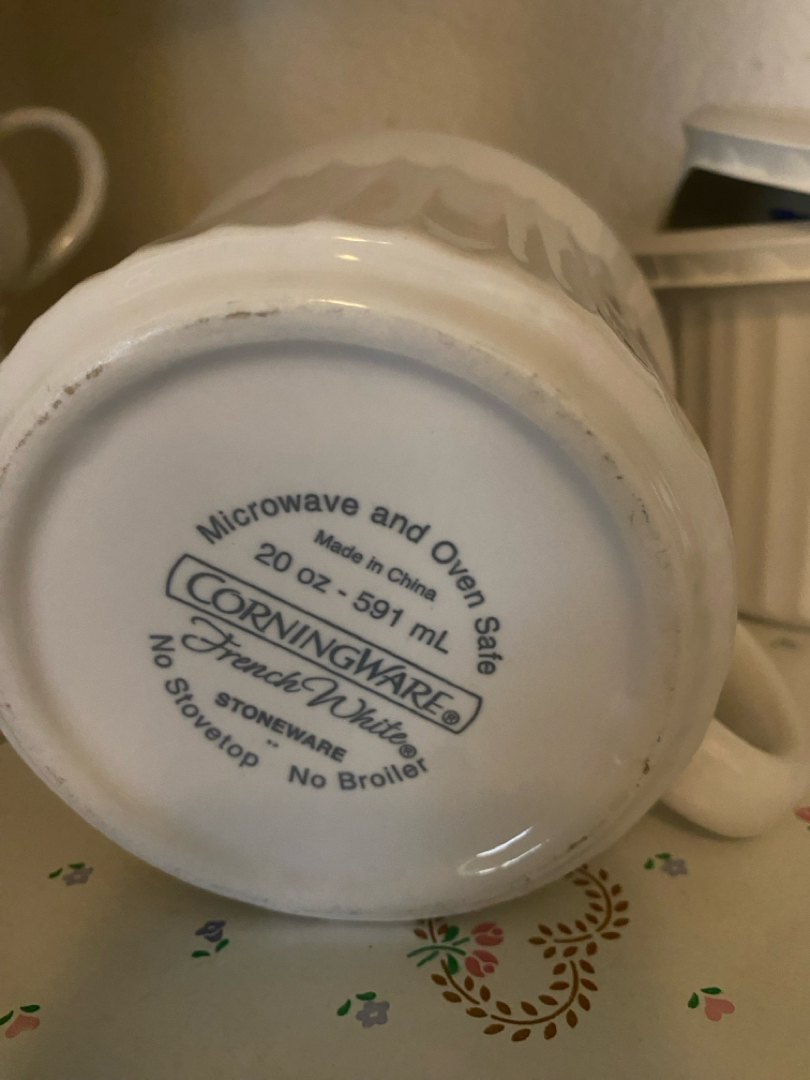 Microwave and Oven Safe
Made in China
20 oz - 591 mL
CORNINGWARE®
French White®
STONEWARE
No Stovetop No Broiler